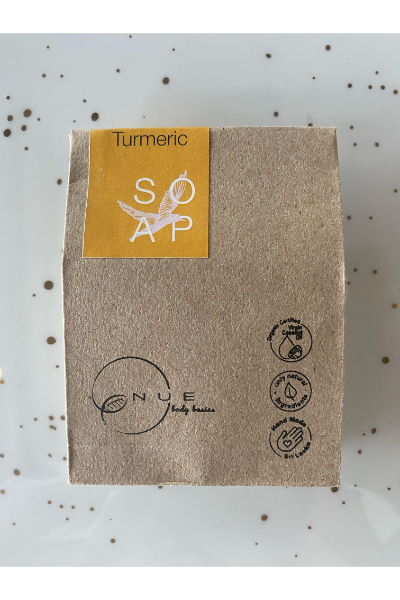 Turmeric
SO
AP
Organic Certified
Virgin
Coconut
Oil
Only natural
ingredients
NUE
body basics
Hand Made
Sri Lanka